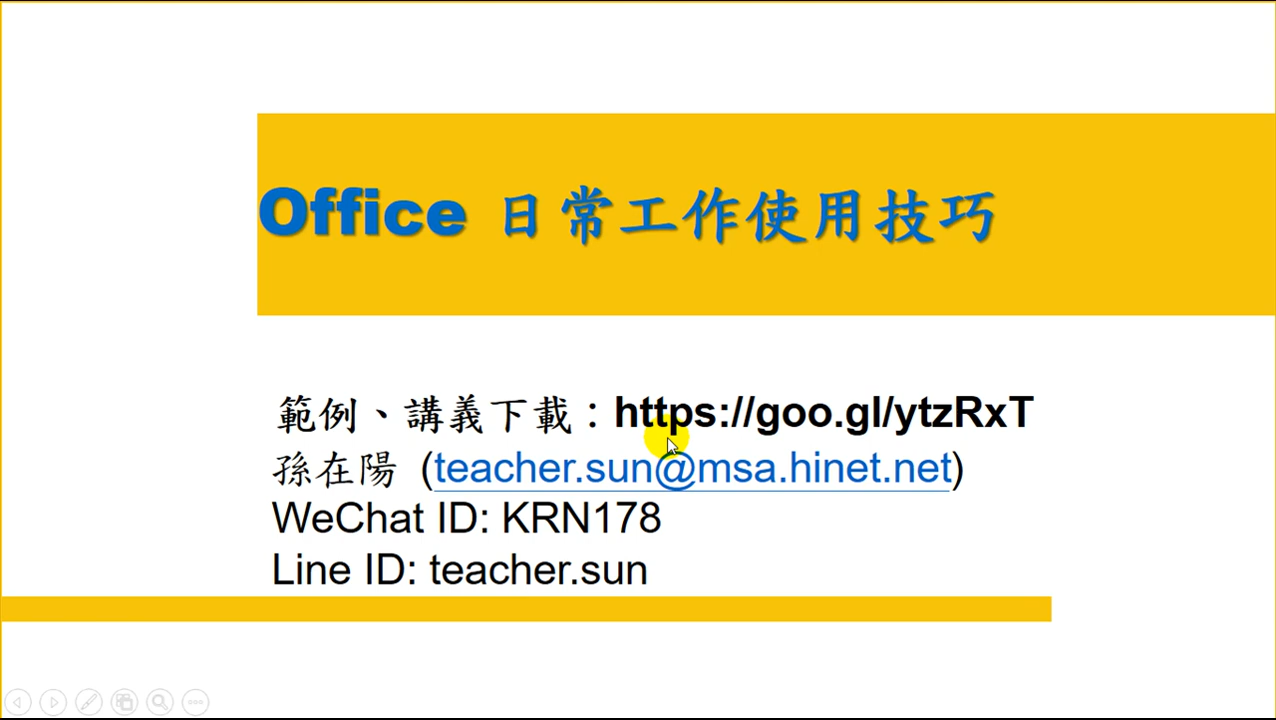 Office 日常工作使用技巧
範例、講義下載：https://goo.gl/ytzRxT
孫在陽 (teacher.sun@msa.hinet.net)
WeChat ID: KRN178
Line ID: teacher.sun